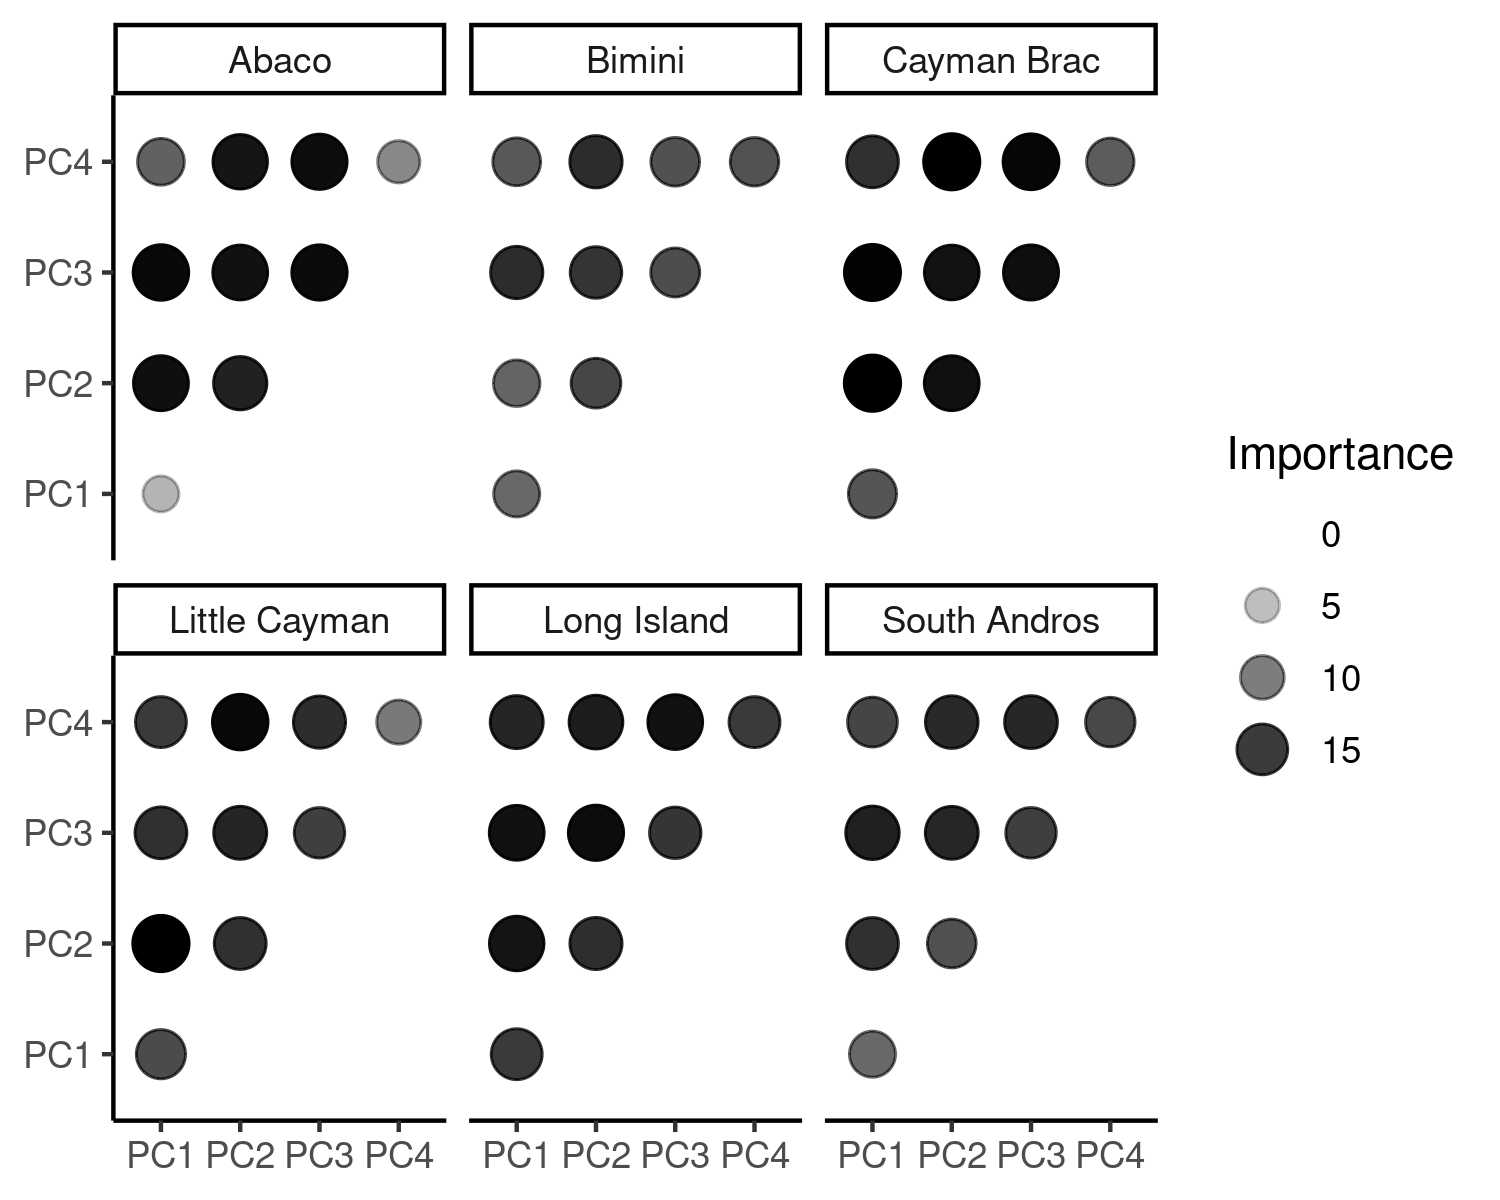 Abaco Bimini Cayman Brac
PC4
PC3
PC2
PC1
Importance
0
5
10
15
Little Cayman Long Island South Andros
PC4
PC3
PC2
PC1
PC1 PC2 PC3 PC4 PC1 PC2 PC3 PC4 PC1 PC2 PC3 PC4